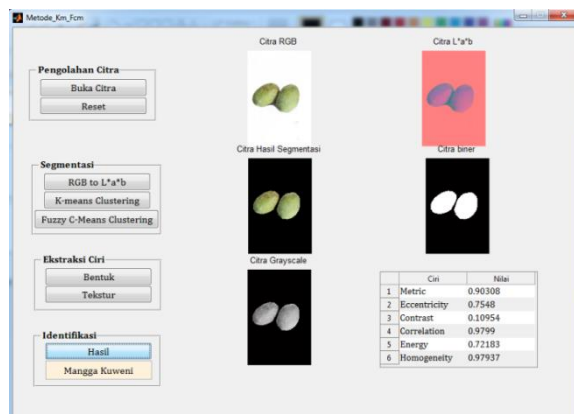 Metode_Km_Fcm
Citra RGB
Citra L*a*b
Pengolahan Citra
Buka Citra
Reset
Citra Hasil Segmentasi
Citra biner
Segmentasi
RGB to L*a*b
K-means Clustering
Fuzzy C-Means Clustering
Ekstraksi Ciri
Bentuk
Tekstur
Citra Grayscale
Identifikasi
Hasil
Mangga Kuweni
Ciri Nilai
1 Metric 0.90308
2 Eccentricity 0.7548
3 Contrast 0.10954
4 Correlation 0.9799
5 Energy 0.72183
6 Homogeneity 0.97937